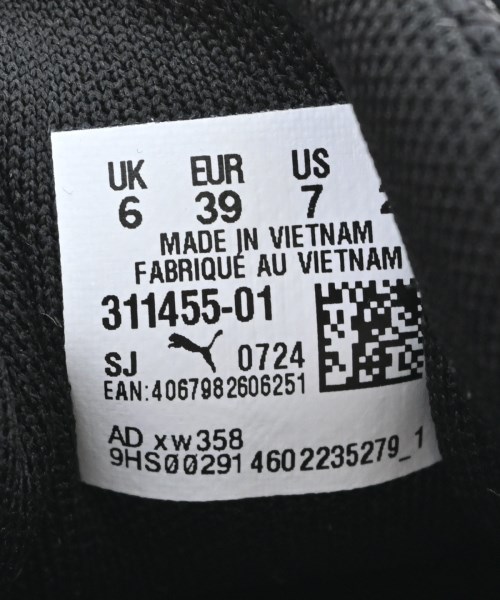 UK EUR US
6 39 7 2
MADE IN VIETNAM
FABRIQUÉ AU VIETNAM
311455-01
SJ 0724
EAN:4067982606251
AD xw358
9HS00291 4602235279_1